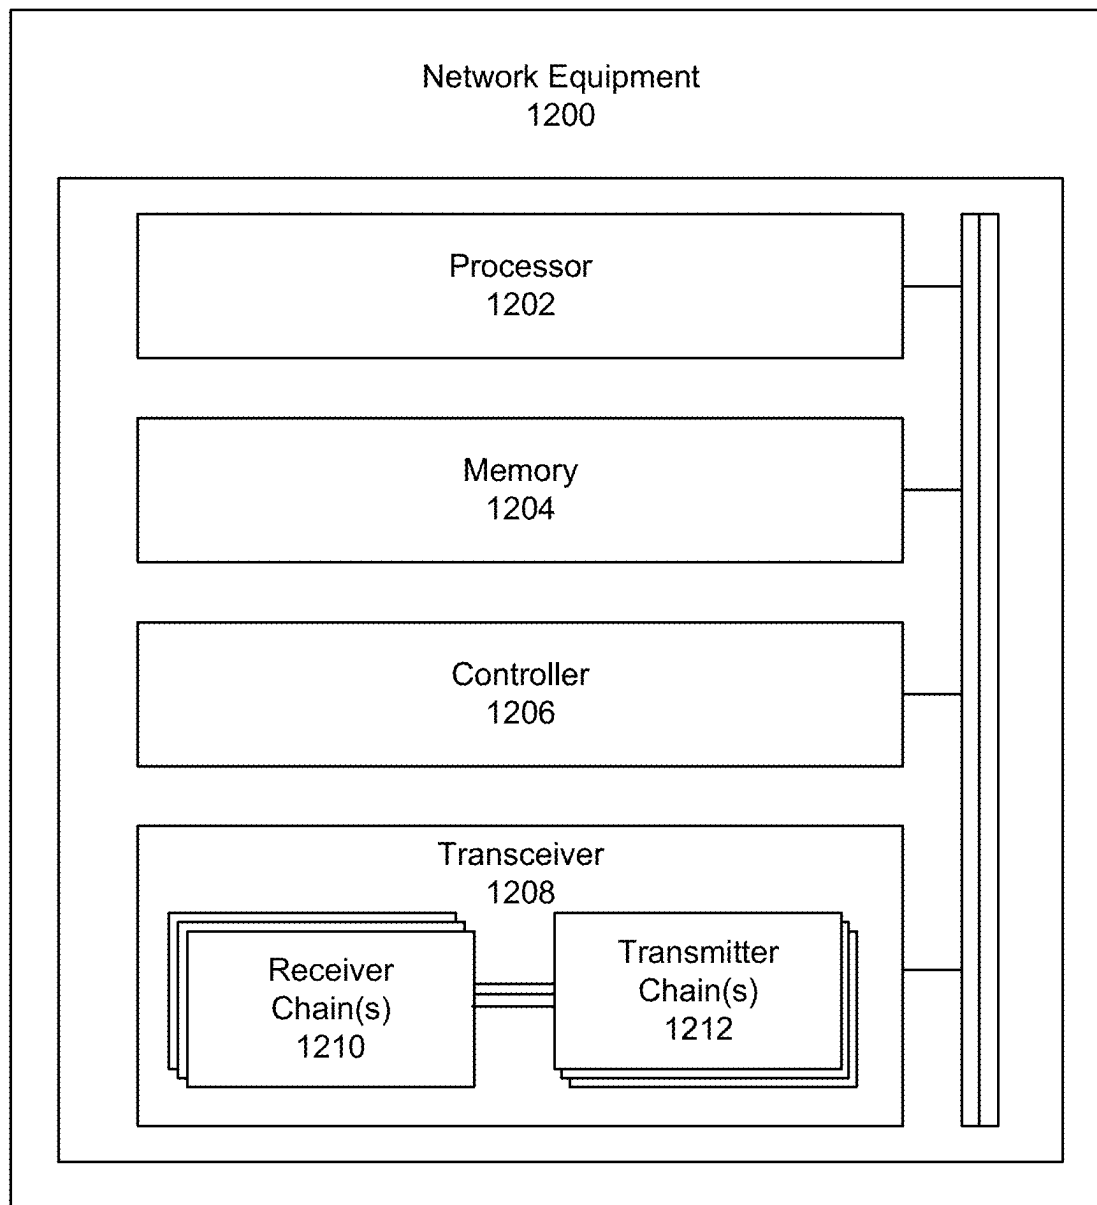 Network Equipment
1200
Processor
1202
Memory
1204
Controller
1206
Transceiver
1208
Receiver
Chain(s)
1210
Transmitter
Chain(s)
1212